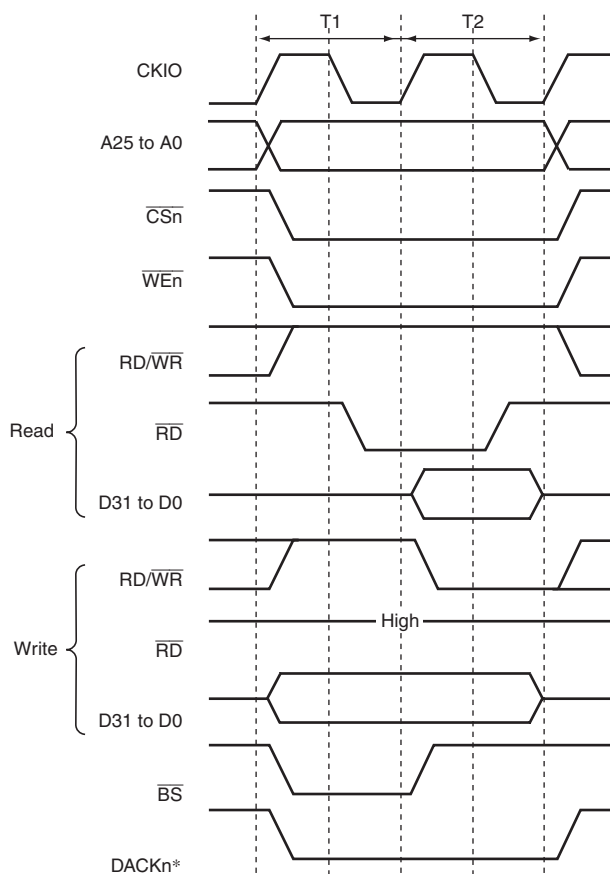 T1 T2
CKIO
A25 to A0
CSn
WEn
RD/WR
Read
RD
D31 to D0
RD/WR
High
Write
RD
D31 to D0
BS
DACKn*